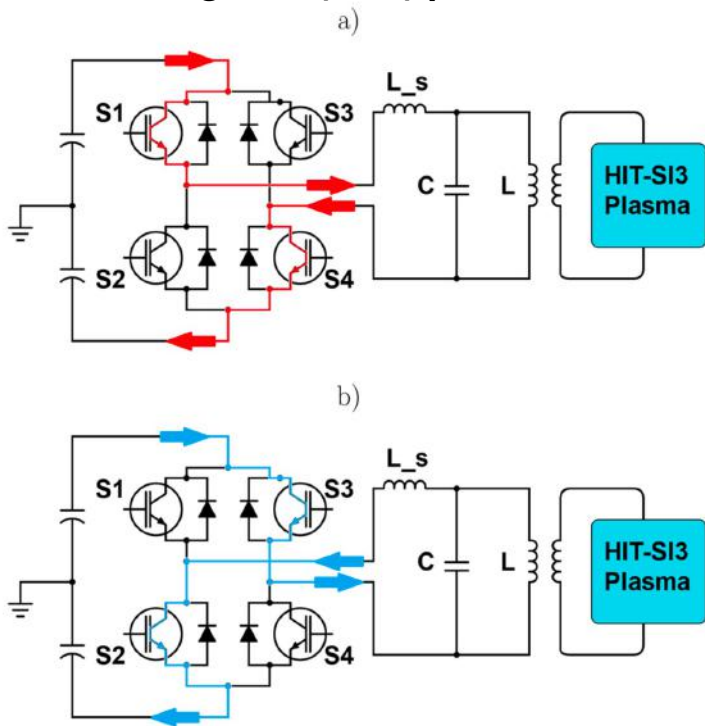 a)
L_s
S1
S3
C
L
HIT-SI3
Plasma
S2
S4
b)
L_s
S1
S3
C
L
HIT-SI3
Plasma
S2
S4